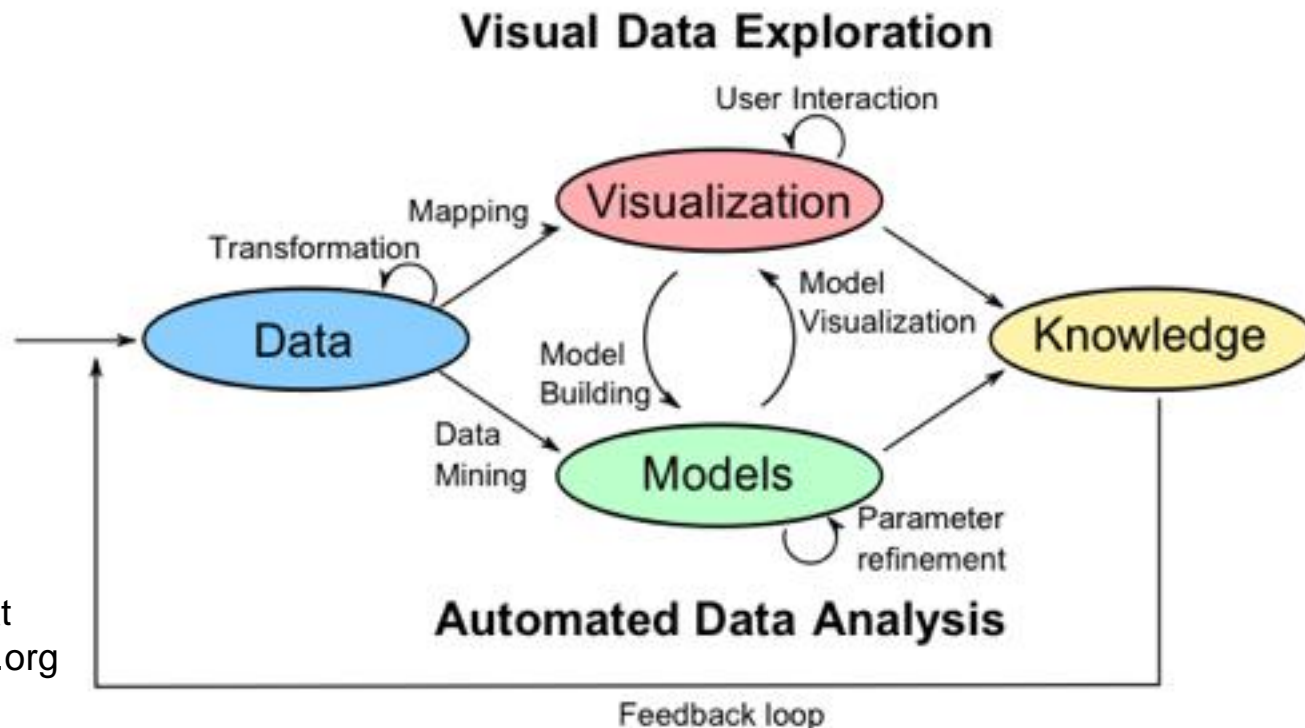 Visual Data Exploration
User Interaction
Visualization
Mapping
Transformation
Data
Model
Building
Model
Visualization
Knowledge
Data
Mining
Models
Parameter
refinement
Automated Data Analysis
.org
Feedback loop